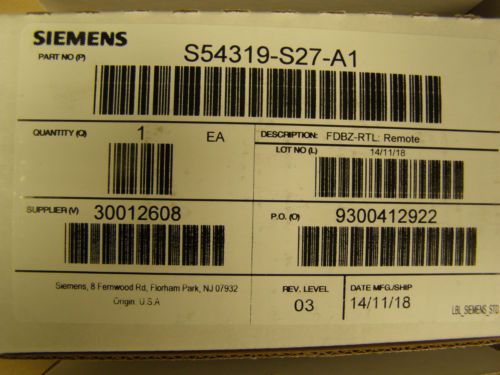 SIEMENS
PART NO (P)
S54319-S27-A1
QUANTITY (Q)
1
EA
DESCRIPTION: FDBZ-RTL: Remote
LOT NO (L)
14/11/18
SUPPLIER (V)
30012608
P.O. (O)
9300412922
Siemens, 8 Fernwood Rd, Florham Park, NJ 07932
Origin: U.S.A
REV. LEVEL
03
DATE MFG/SHIP
14/11/18
LBL_SIEMENS_STD